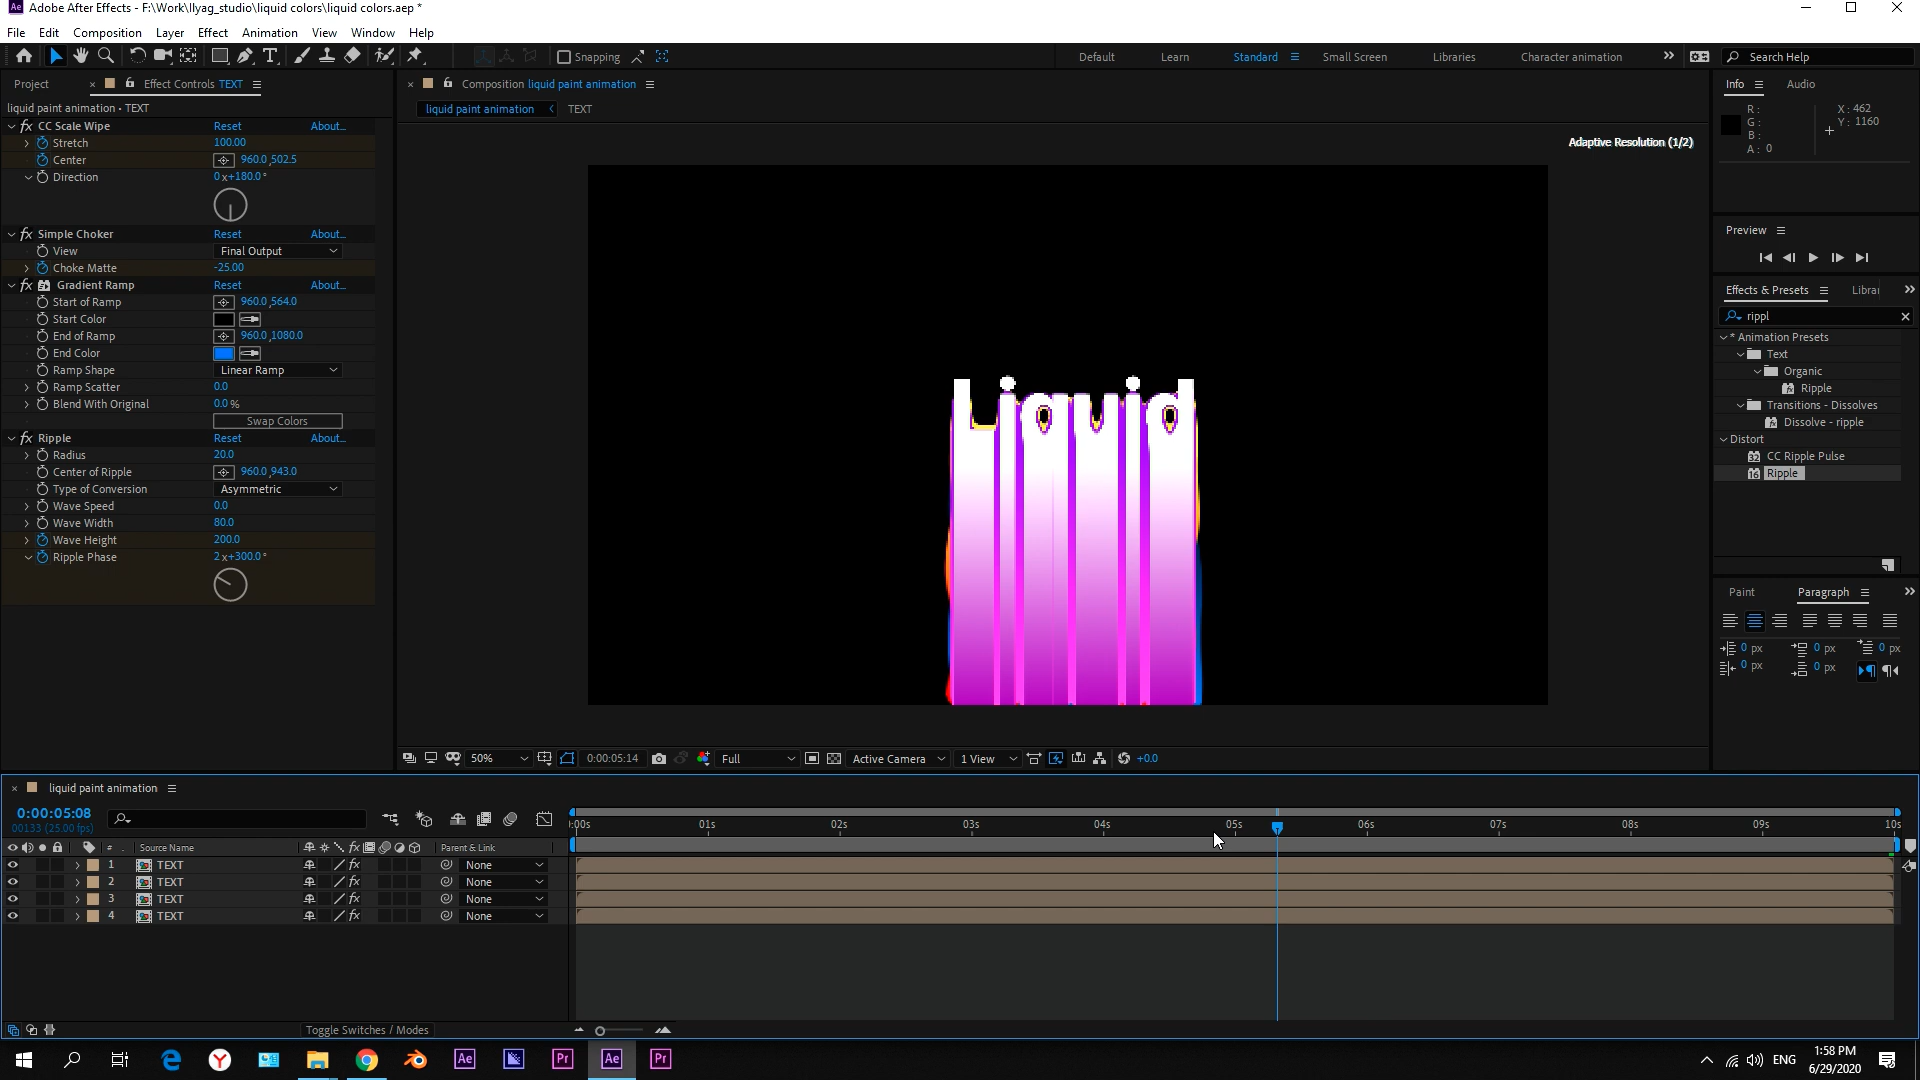 Adobe After Effects - F:\Work\Ilyag_studio\liquid colors\liquid colors.aep *
File Edit Composition Layer Effect Animation View Window Help
Snapping Default Learn Standard Small Screen Libraries Character animation Search Help
Project Effect Controls TEXT
liquid paint animation • TEXT
CC Scale Wipe Reset About...
Stretch 100.00
Center 960.0,502.5
Direction 0x+180.0°
Simple Choker Reset About...
View Final Output
Choke Matte -25.00
Gradient Ramp Reset About...
Start of Ramp 960.0,564.0
Start Color
End of Ramp 960.0,1080.0
End Color
Ramp Shape Linear Ramp
Ramp Scatter 0.0
Blend With Original 0.0%
Swap Colors
Ripple Reset About...
Radius 20.0
Center of Ripple 960.0,943.0
Type of Conversion Asymmetric
Wave Speed 0.0
Wave Width 80.0
Wave Height 200.0
Ripple Phase 2x+300.0°
Composition liquid paint animation
liquid paint animation TEXT
Adaptive Resolution (1/2)
Liquid
50% 0:00:05:14 Full Active Camera 1 View +0.0
Info Audio
R: X: 462
G: Y: 1160
B:
A: 0
Preview
Effects & Presets Librar
rippl
* Animation Presets
Text
Organic
Ripple
Transitions - Dissolves
Dissolve - ripple
Distort
CC Ripple Pulse
Ripple
Paint Paragraph
0 px 0 px 0 px
0 px 0 px
liquid paint animation
0:00:05:08
00133 (25.00 fps)
:00s 01s 02s 03s 04s 05s 06s 07s 08s 09s 10s
# Source Name Parent & Link
1 TEXT None
2 TEXT None
3 TEXT None
4 TEXT None
Toggle Switches / Modes
ENG 1:58 PM
6/29/2020